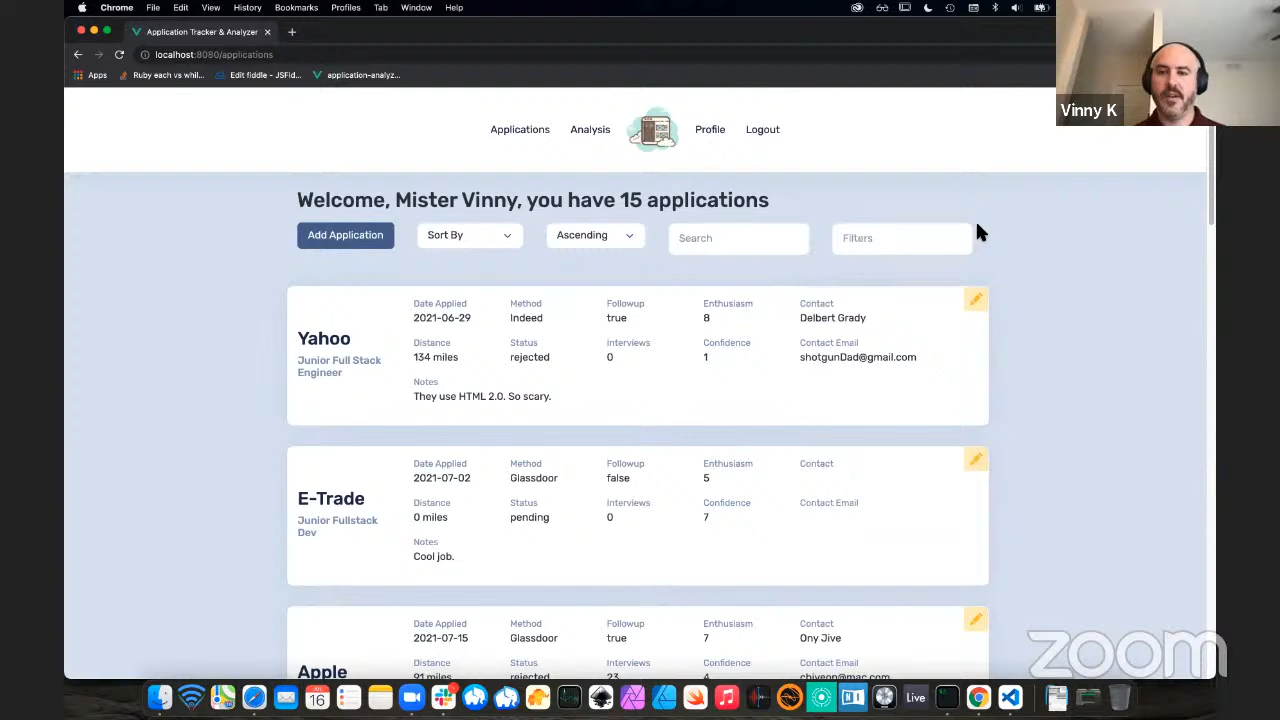 Chrome File Edit View History Bookmarks Profiles Tab Window Help
Application Tracker & Analyzer
localhost:8080/applications
Apps Ruby each vs whil... Edit fiddle - JSFid... application-analyz...
Vinny K
Applications Analysis Profile Logout
Welcome, Mister Vinny, you have 15 applications
Add Application Sort By Ascending Search Filters
Yahoo
Junior Full Stack
Engineer
Date Applied Method Followup Enthusiasm Contact
2021-06-29 Indeed true 8 Delbert Grady
Distance Status Interviews Confidence Contact Email
134 miles rejected 0 1 shotgunDad@gmail.com
Notes
They use HTML 2.0. So scary.
E-Trade
Junior Fullstack
Dev
Date Applied Method Followup Enthusiasm Contact
2021-07-02 Glassdoor false 5
Distance Status Interviews Confidence Contact Email
0 miles pending 0 7
Notes
Cool job.
Apple
Date Applied Method Followup Enthusiasm Contact
2021-07-15 Glassdoor true 7 Ony Jive
Distance Status Interviews Confidence Contact Email
91 miles rejected 23 4
zoom
16
Live